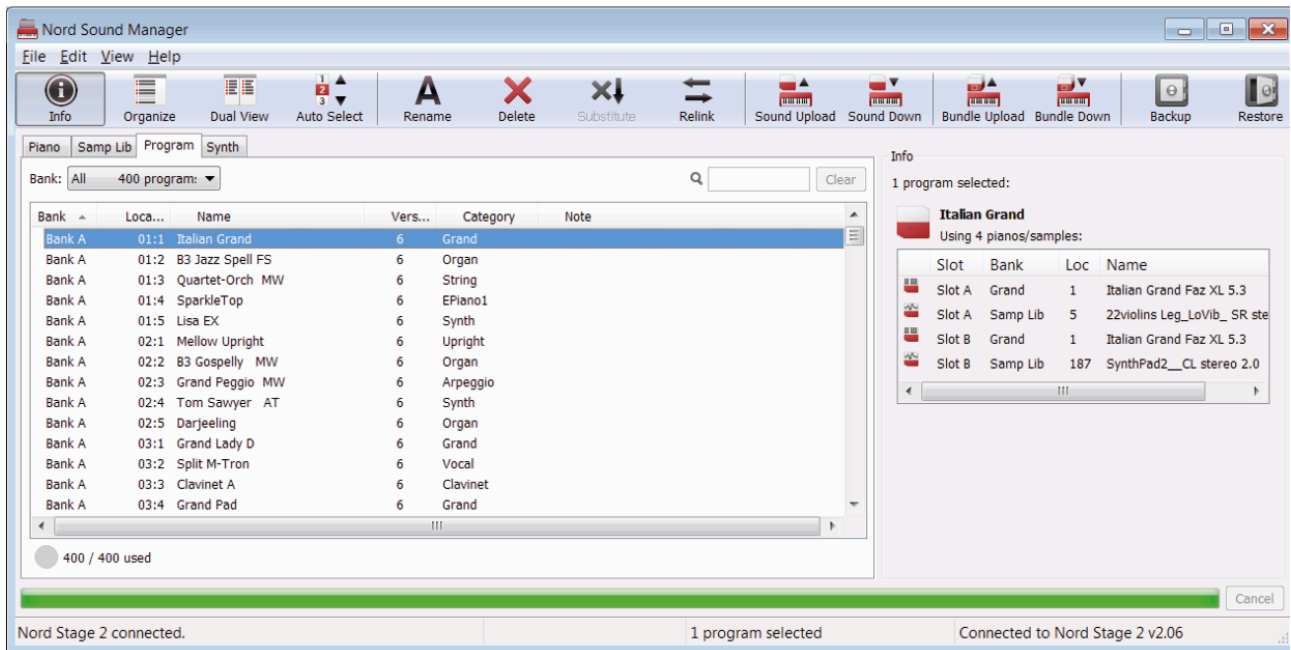 Nord Sound Manager
File Edit View Help
Info Organize Dual View Auto Select Rename Delete Substitute Relink Sound Upload Sound Down Bundle Upload Bundle Down Backup Restore
Piano Samp Lib Program Synth
Bank: All 400 program: Clear
Bank Loca... Name Vers... Category Note
Bank A 01:1 Italian Grand 6 Grand
Bank A 01:2 B3 Jazz Spell FS 6 Organ
Bank A 01:3 Quartet-Orch MW 6 String
Bank A 01:4 SparkleTop 6 EPiano1
Bank A 01:5 Lisa EX 6 Synth
Bank A 02:1 Mellow Upright 6 Upright
Bank A 02:2 B3 Gospelly MW 6 Organ
Bank A 02:3 Grand Peggio MW 6 Arpeggio
Bank A 02:4 Tom Sawyer AT 6 Synth
Bank A 02:5 Darjeeling 6 Organ
Bank A 03:1 Grand Lady D 6 Grand
Bank A 03:2 Split M-Tron 6 Vocal
Bank A 03:3 Clavinet A 6 Clavinet
Bank A 03:4 Grand Pad 6 Grand
400 / 400 used
Info
1 program selected:
Italian Grand
Using 4 pianos/samples:
Slot Bank Loc Name
Slot A Grand 1 Italian Grand Faz XL 5.3
Slot A Samp Lib 5 22violins Leg_LoVib_ SR ste
Slot B Grand 1 Italian Grand Faz XL 5.3
Slot B Samp Lib 187 SynthPad2__CL stereo 2.0
Cancel
Nord Stage 2 connected. 1 program selected Connected to Nord Stage 2 v2.06